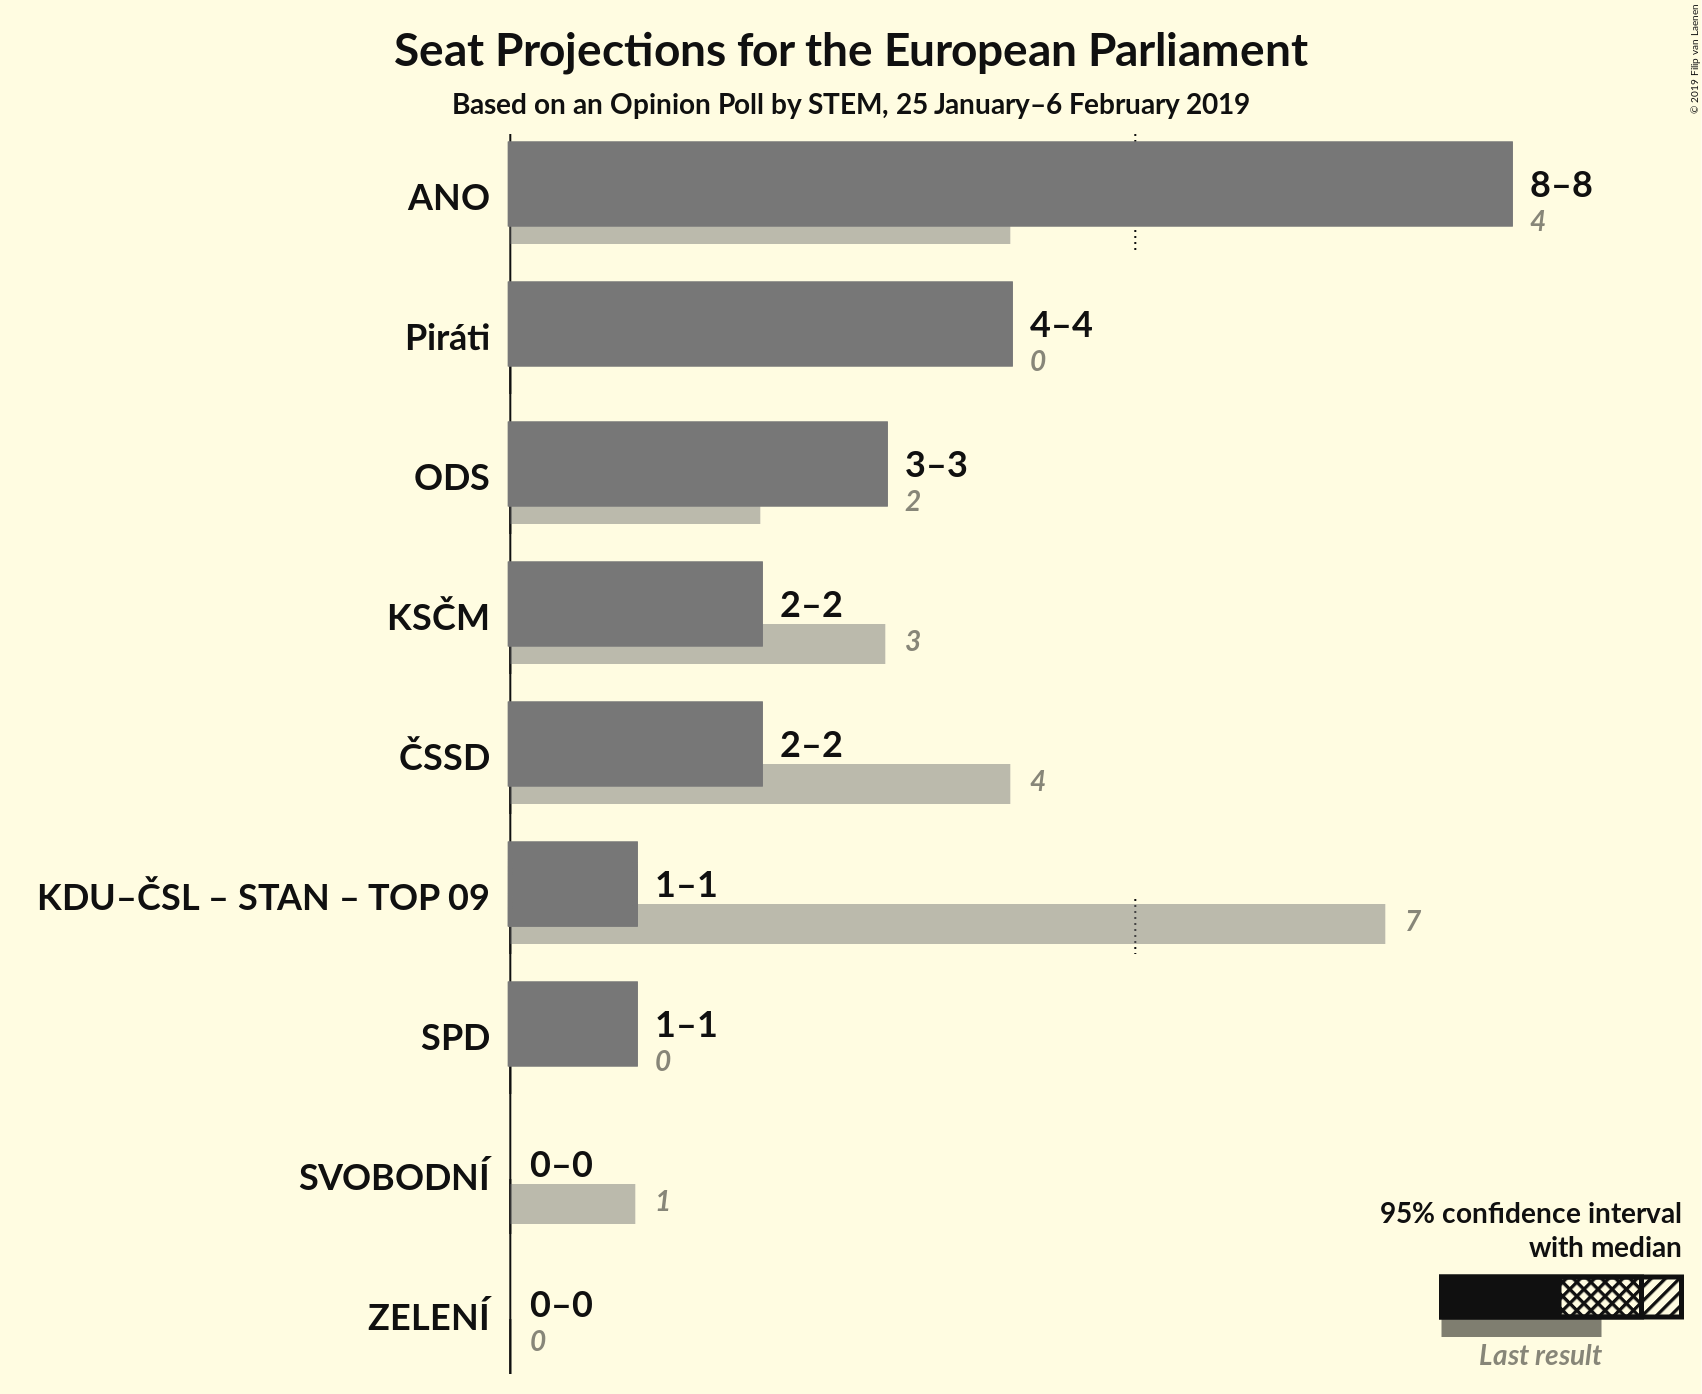 Seat Projections for the European Parliament
Based on an Opinion Poll by STEM, 25 January–6 February 2019
© 2019 Filip van Laenen
ANO
8–8
4
Piráti
4–4
0
ODS
3–3
2
KSČM
2–2
3
ČSSD
2–2
4
KDU–ČSL – STAN – TOP 09
1–1
7
SPD
1–1
0
SVOBODNÍ
0–0
1
ZELENÍ
0–0
0
95% confidence interval
with median
Last result